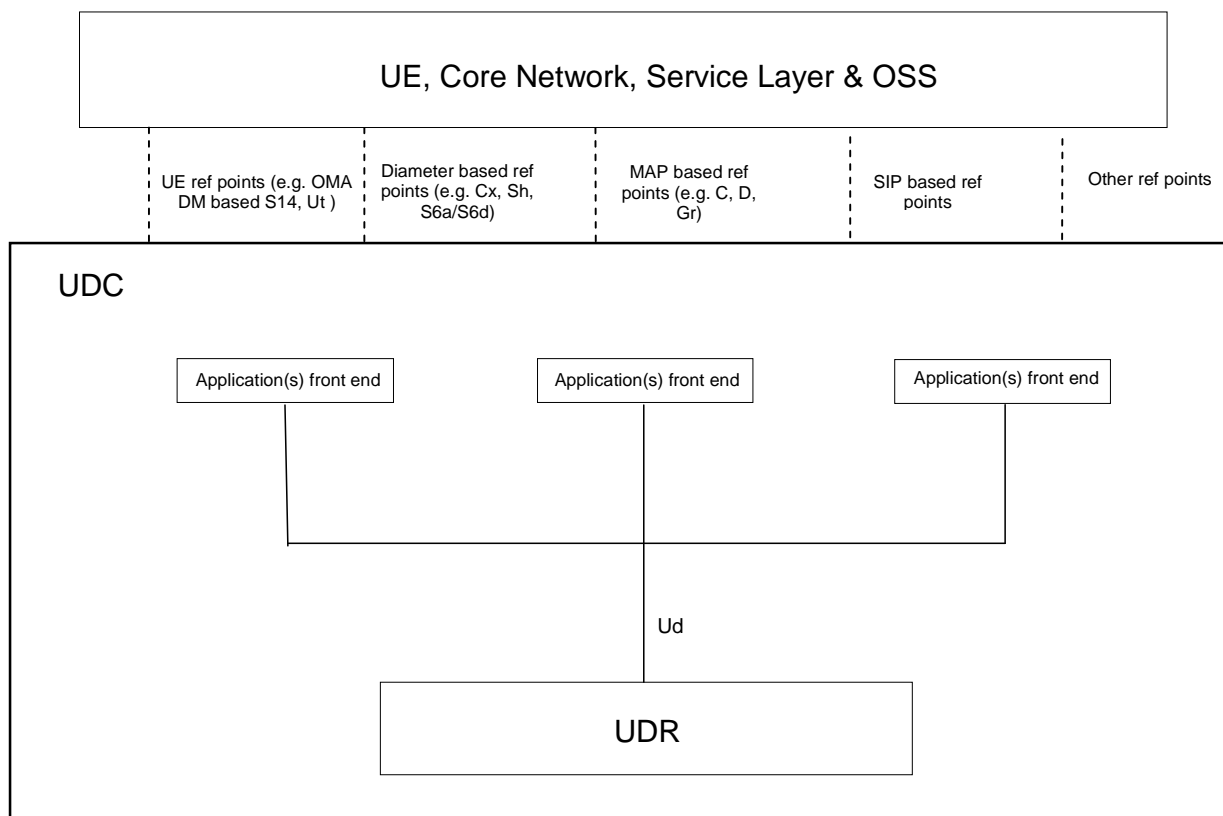 UE, Core Network, Service Layer & OSS
UE ref points (e.g. OMA
DM based S14, Ut )
Diameter based ref
points (e.g. Cx, Sh,
S6a/S6d)
MAP based ref
points (e.g. C, D,
Gr)
SIP based ref
points
Other ref points
UDC
Application(s) front end
Application(s) front end
Application(s) front end
Ud
UDR